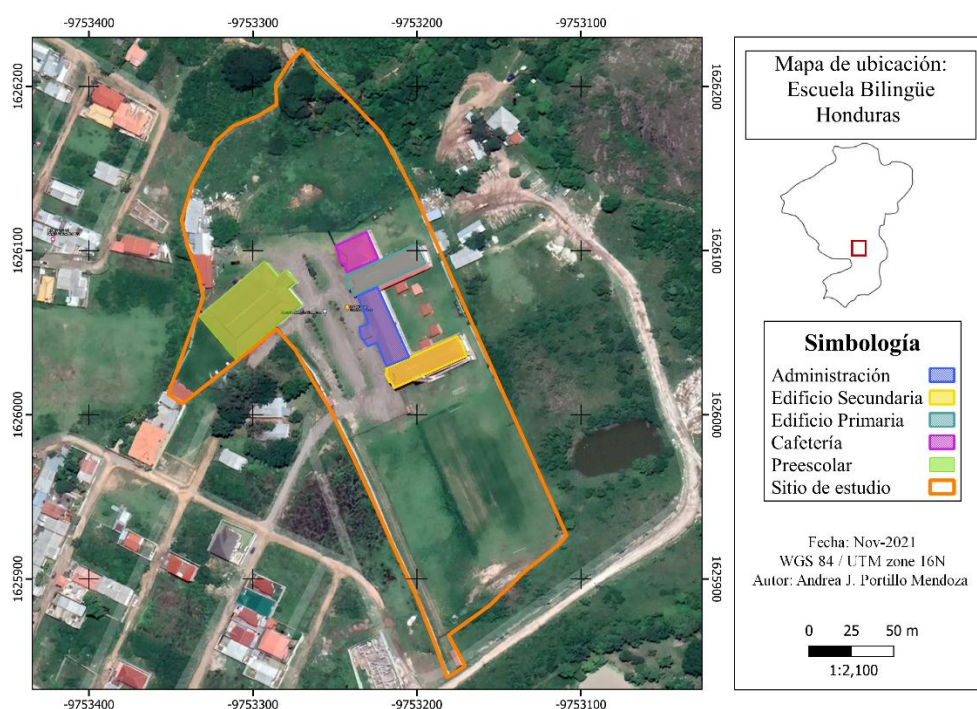 -9753400
-9753300
-9753200
-9753100
1626200
1626100
1626000
1625900
1626200
1626100
1626000
1625900
-9753400
-9753300
-9753200
-9753100
Mapa de ubicación:
Escuela Bilingüe
Honduras
Simbología
Administración
Edificio Secundaria
Edificio Primaria
Cafetería
Preescolar
Sitio de estudio
Fecha: Nov-2021
WGS 84 / UTM zone 16N
Autor: Andrea J. Portillo Mendoza
0 25 50 m
1:2,100